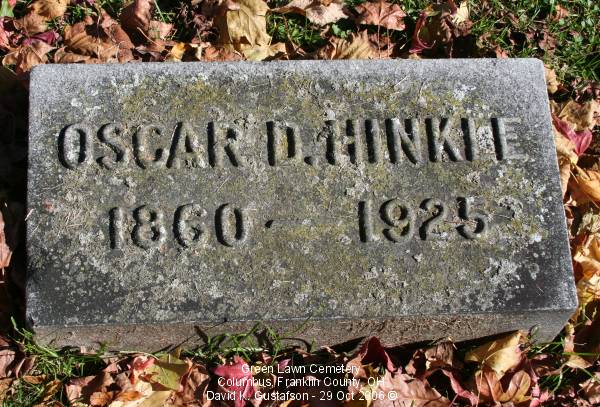 OSCAR D. HINKLE
1860 — 1925
Green Lawn Cemetery
Columbus, Franklin County, OH
David K. Gustafson - 29 Oct 2006 ©